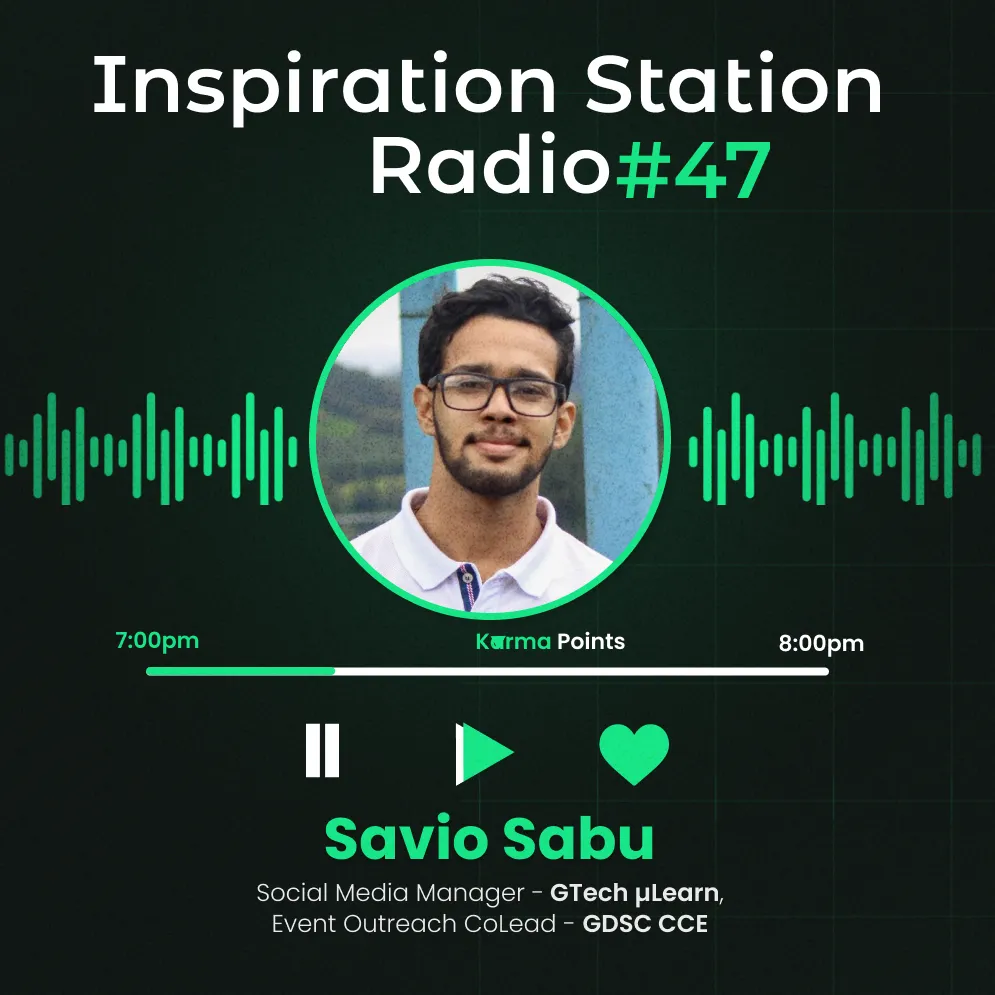 Inspiration Station
Radio#47
7:00pm
Karma Points
8:00pm
Savio Sabu
Social Media Manager - GTech µLearn,
Event Outreach CoLead - GDSC CCE